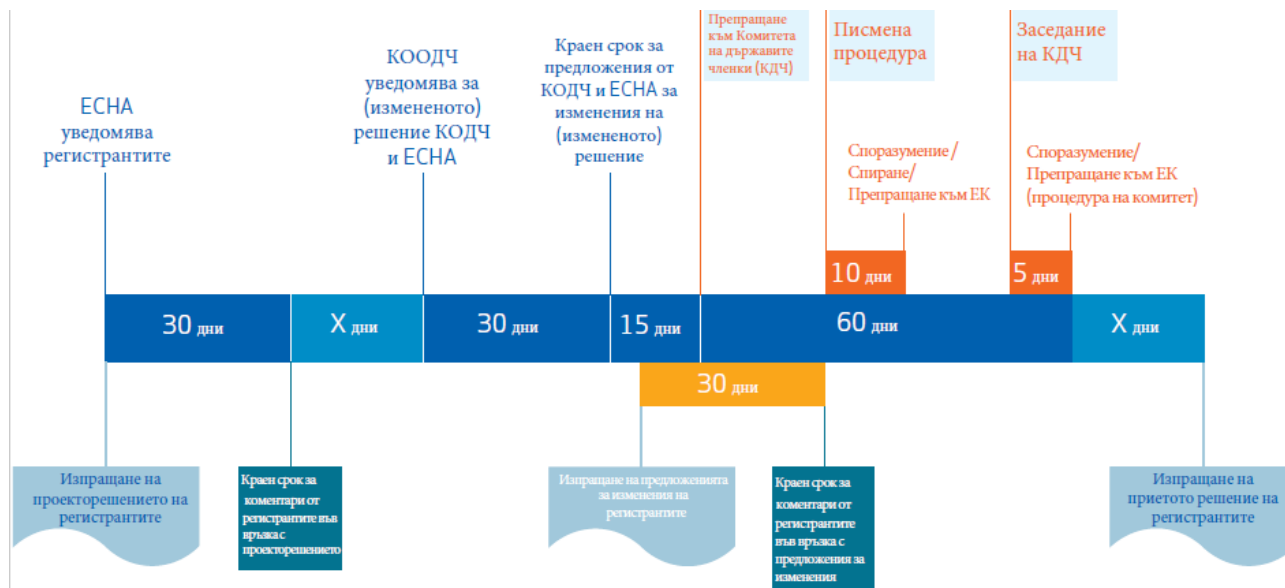 ECHA
уведомява
регистрантите
КООДЧ
уведомява за
(измененото)
решение КОДЧ
и ECHA
Краен срок за
предложения от
КОДЧ и ECHA за
изменения на
(измененото)
решение
Препращане
към Комитета
на държавите
членки (КДЧ)
Писмена
процедура
Заседание
на КДЧ
Споразумение /
Спиране/
Препращане към ЕК
Споразумение/
Препращане към ЕК
(процедура на комитет)
10 дни
5 дни
30 дни
X дни
30 дни
15 дни
60 дни
X дни
30 дни
Изпращане на
проекторешението на
регистрантите
Краен срок за
коментари от
регистрантите във
връзка с
проекторешението
Изпращане на предложенията
за изменения на
регистрантите
Краен срок за
коментари от
регистрантите
във връзка с
предложения за
изменения
Изпращане на
приетото решение на
регистрантите